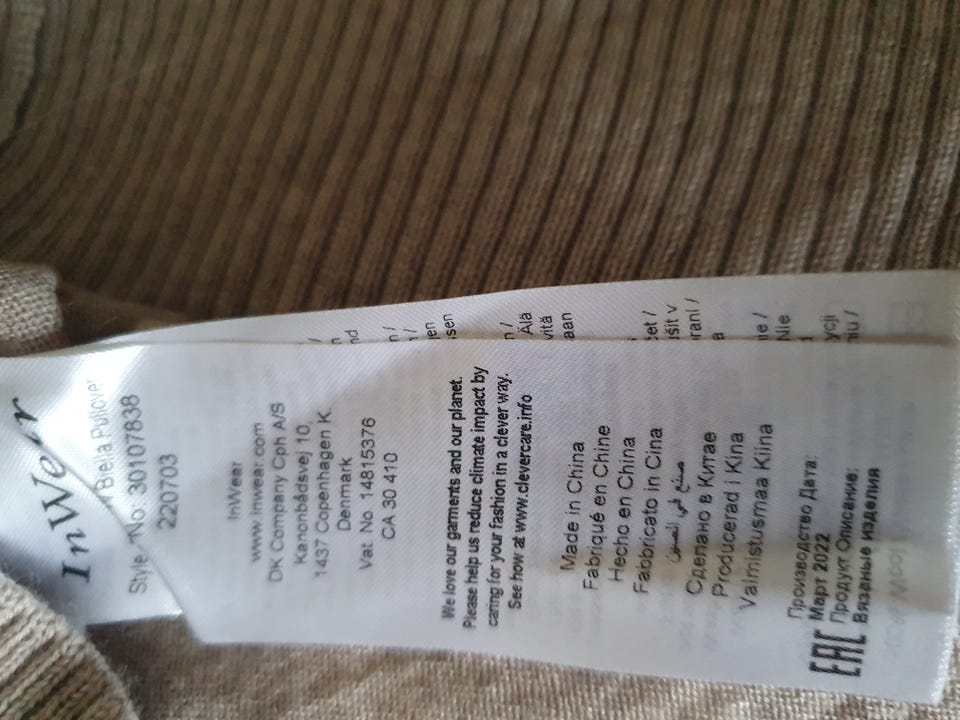 InWear
Bella Pullover
Style No. 30107838
220703
InWear
www.inwear.com
DK Company Cph A/S
Kanonbådsvej 10,
1437 Copenhagen K.
Denmark
Vat. No. 14815376
CA 30 410
We love our garments and our planet.
Please help us reduce climate impact by
caring for your fashion in a clever way.
See how at www.clevercare.info
Made in China
Fabriqué en Chine
Hecho en China
Fabbricato in Cina
صنع في الصين
Сделано в Китае
Producerad i Kina
Valmistusmaa Kiina
Производство Дата:
Март 2022
Продукт Описание:
Вязаные изделия
EAC